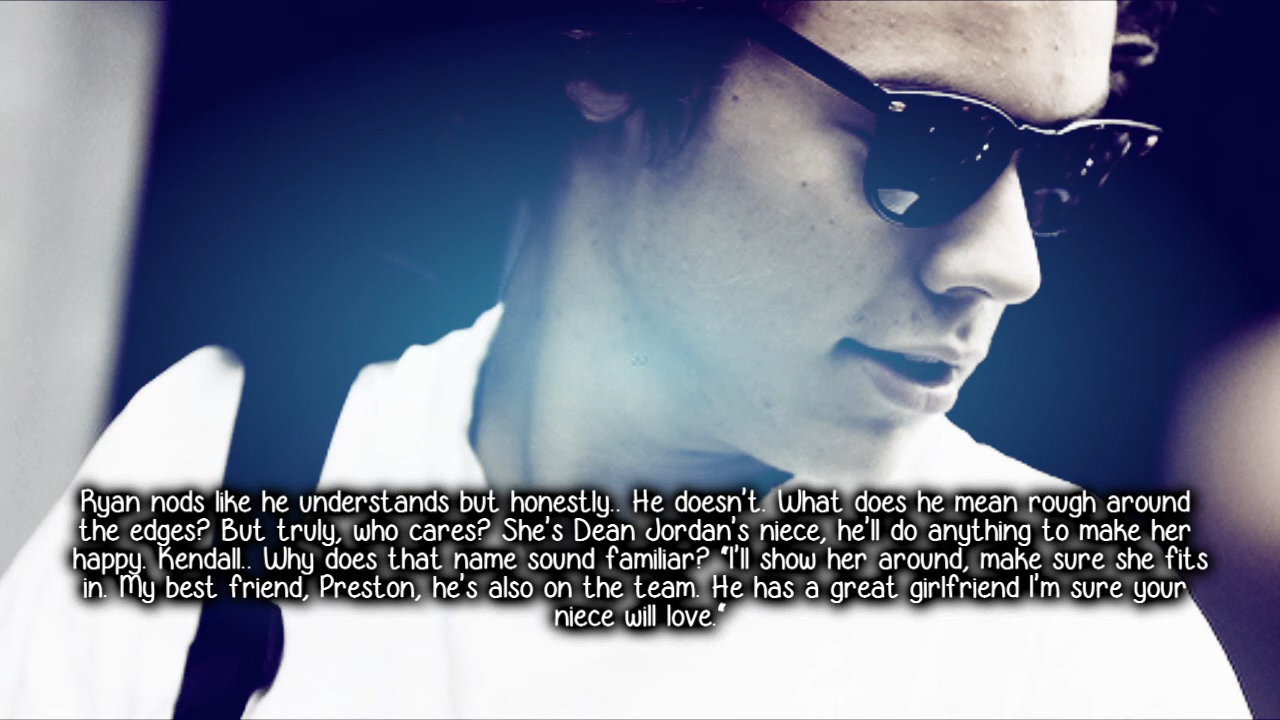 Ryan nods like he understands but honestly.. He doesn't. What does he mean rough around
the edges? But truly, who cares? She's Dean Jordan's niece, he'll do anything to make her
happy. Kendall.. Why does that name sound familiar? "I'll show her around, make sure she fits
in. My best friend, Preston, he's also on the team. He has a great girlfriend I'm sure your
niece will love."